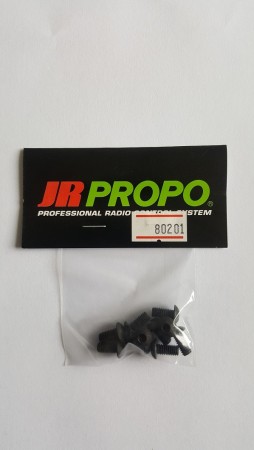 JR PROPO®
PROFESSIONAL RADIO CONTROL SYSTEM
80201